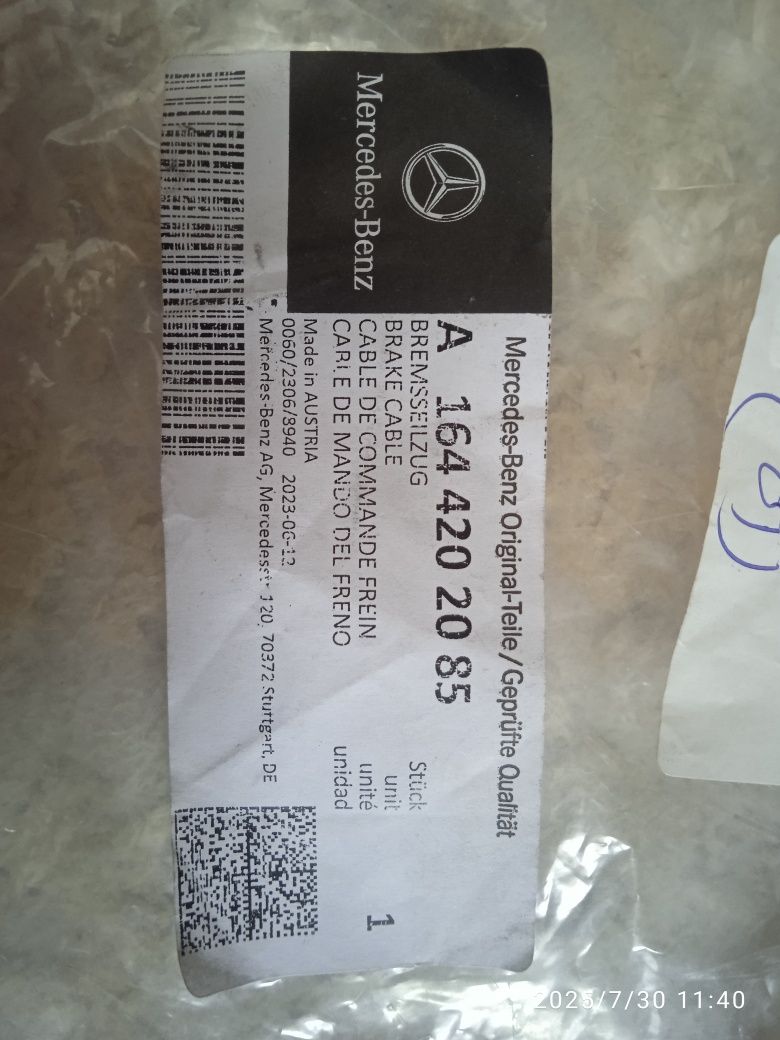 Mercedes-Benz
Mercedes-Benz Original-Teile/Geprüfte Qualität
A 164 420 20 85
BREMSSEILZUG
BRAKE CABLE
CABLE DE COMMANDE FREIN
CABLE DE MANDO DEL FRENO
Stück
unit
unité
unidad
1
Made in AUSTRIA
0060/2306/8940 2023-06-13
Mercedes-Benz AG, Mercedesstr 120, 70372 Stuttgart, DE
2025/7/30 11:40